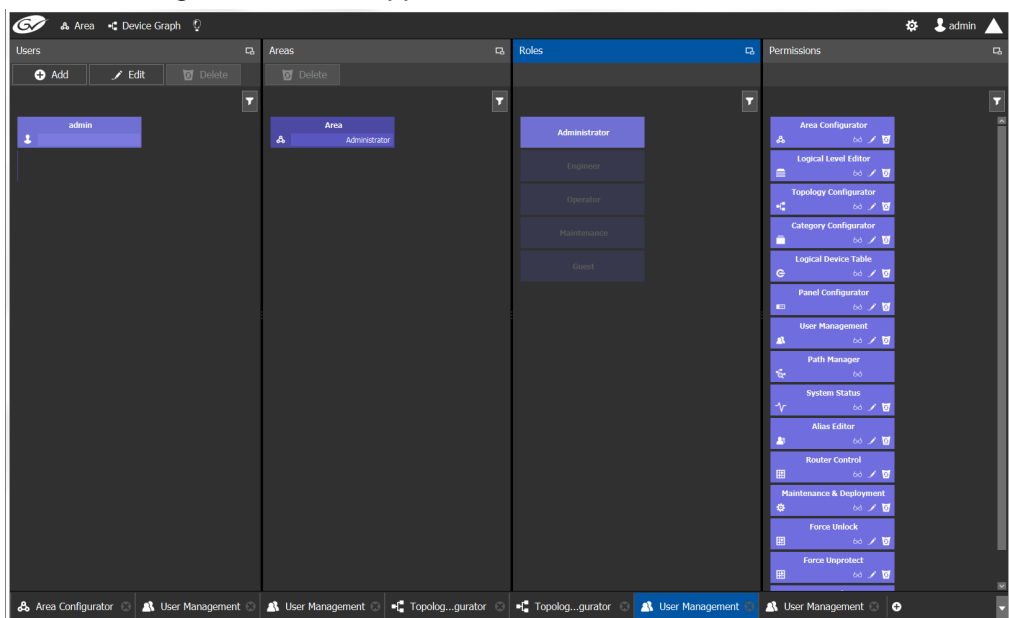 GV Area Device Graph admin
Users Areas Roles Permissions
Add Edit Delete Delete
admin
Area
Administrator
Administrator
Engineer
Operator
Maintenance
Guest
Area Configurator
Logical Level Editor
Topology Configurator
Category Configurator
Logical Device Table
Panel Configurator
User Management
Path Manager
System Status
Alias Editor
Router Control
Maintenance & Deployment
Force Unlock
Force Unprotect
Area Configurator User Management User Management Topolog...gurator Topolog...gurator User Management User Management